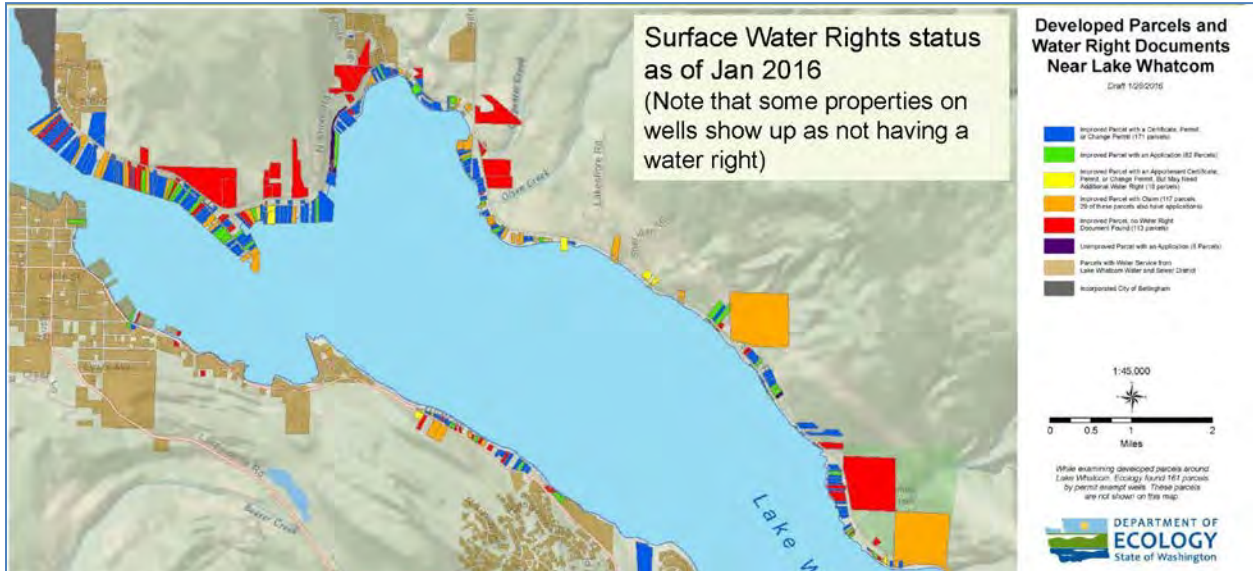 Surface Water Rights status
as of Jan 2016
(Note that some properties on
wells show up as not having a
water right)
Developed Parcels and
Water Right Documents
Near Lake Whatcom
Draft 1/20/2016
Improved Parcel with a Certificate, Permit,
or Change Permit (171 parcels)
Improved Parcel with an Application (62 Parcels)
Improved Parcel with an Appurtenant Certificate,
Permit, or Change Permit, But May Need
Additional Water Right (18 parcels)
Improved Parcel with Claim (117 parcels
29 of these parcels also have applications)
Improved Parcel, no Water Right
Document Found (113 parcels)
Unimproved Parcel with an Application (5 Parcels)
Parcels with Water Service from
Lake Whatcom Water and Sewer District
Incorporated City of Bellingham
1:45,000
0 0.5 1 2
Miles
While examining developed parcels around
Lake Whatcom, Ecology found 161 parcels
by permit exempt wells. These parcels
are not shown on this map
DEPARTMENT OF
ECOLOGY
State of Washington
N Shore
Olsen Creek
Lakeshore Rd
Beaver Creek
Lake W